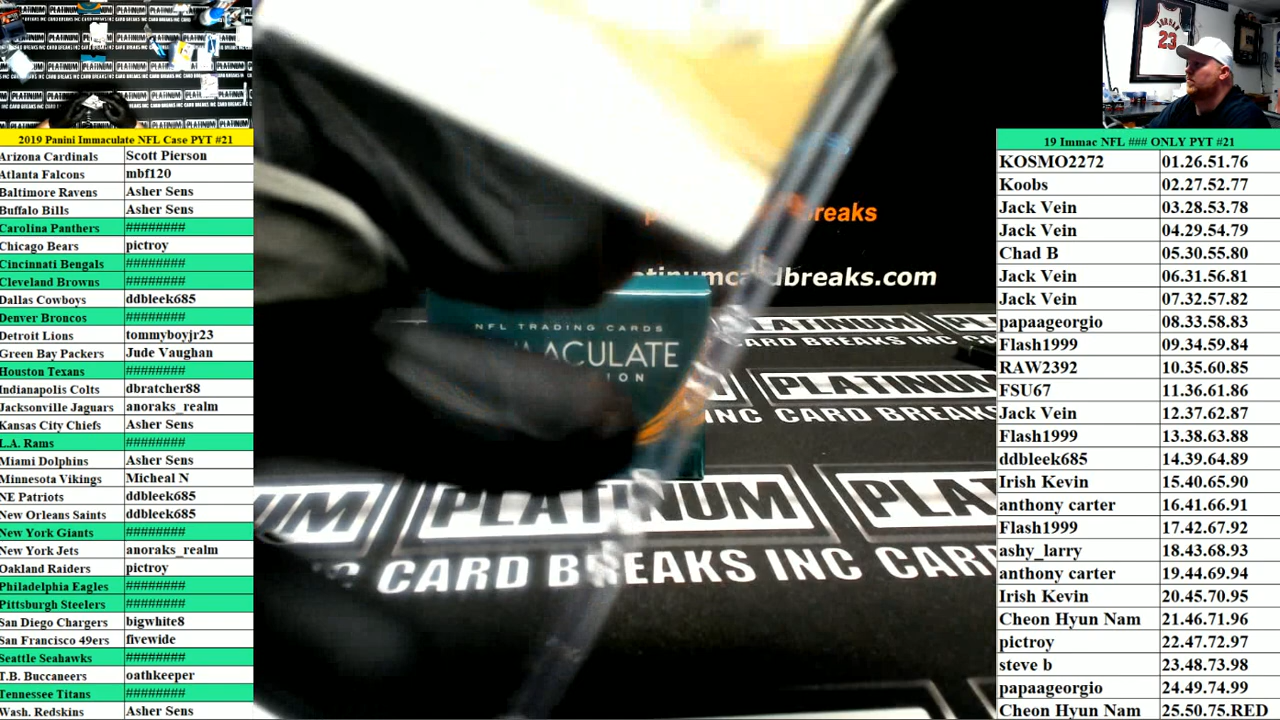 2019 Panini Immaculate NFL Case PYT #21
Arizona Cardinals Scott Pierson
Atlanta Falcons mbf120
Baltimore Ravens Asher Sens
Buffalo Bills Asher Sens
Carolina Panthers ########
Chicago Bears pictroy
Cincinnati Bengals ########
Cleveland Browns ########
Dallas Cowboys ddbleek685
Denver Broncos ########
Detroit Lions tommyboyjr23
Green Bay Packers Jude Vaughan
Houston Texans ########
Indianapolis Colts dbratcher88
Jacksonville Jaguars anoraks_realm
Kansas City Chiefs Asher Sens
L.A. Rams ########
Miami Dolphins Asher Sens
Minnesota Vikings Micheal N
NE Patriots ddbleek685
New Orleans Saints ddbleek685
New York Giants ########
New York Jets anoraks_realm
Oakland Raiders pictroy
Philadelphia Eagles ########
Pittsburgh Steelers ########
San Diego Chargers bigwhite8
San Francisco 49ers fivewide
Seattle Seahawks ########
T.B. Buccaneers oathkeeper
Tennessee Titans ########
Wash. Redskins Asher Sens
reaks
atinumcardbreaks.com
NFL TRADING CARDS
ACULATE
ION
PLATINUM
CARD BREAKS INC
PLATINUM
INC CARD BREAKS
PLATINUM
CARD BREAKS INC CARD
JORDAN
23
19 Immac NFL ### ONLY PYT #21
KOSMO2272 01.26.51.76
Koobs 02.27.52.77
Jack Vein 03.28.53.78
Jack Vein 04.29.54.79
Chad B 05.30.55.80
Jack Vein 06.31.56.81
Jack Vein 07.32.57.82
papaageorgio 08.33.58.83
Flash1999 09.34.59.84
RAW2392 10.35.60.85
FSU67 11.36.61.86
Jack Vein 12.37.62.87
Flash1999 13.38.63.88
ddbleek685 14.39.64.89
Irish Kevin 15.40.65.90
anthony carter 16.41.66.91
Flash1999 17.42.67.92
ashy_larry 18.43.68.93
anthony carter 19.44.69.94
Irish Kevin 20.45.70.95
Cheon Hyun Nam 21.46.71.96
pictroy 22.47.72.97
steve b 23.48.73.98
papaageorgio 24.49.74.99
Cheon Hyun Nam 25.50.75.RED